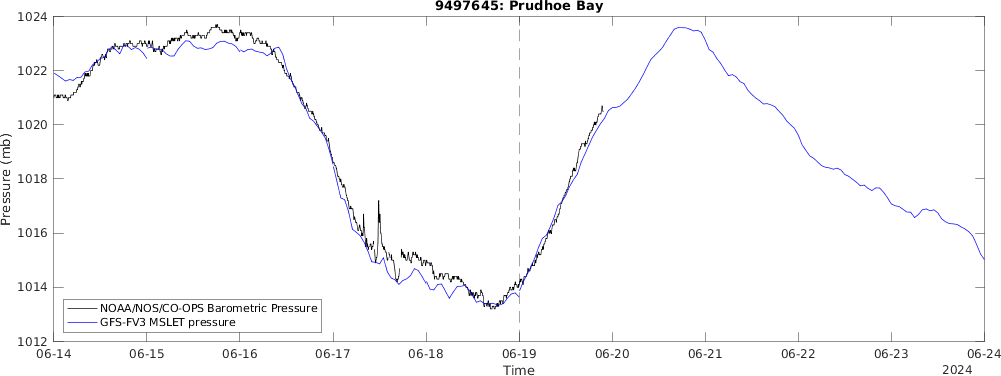 9497645: Prudhoe Bay
1024
1022
1020
1018
1016
1014
1012
Pressure (mb)
NOAA/NOS/CO-OPS Barometric Pressure
GFS-FV3 MSLET pressure
06-14 06-15 06-16 06-17 06-18 06-19 06-20 06-21 06-22 06-23 06-24
Time
2024